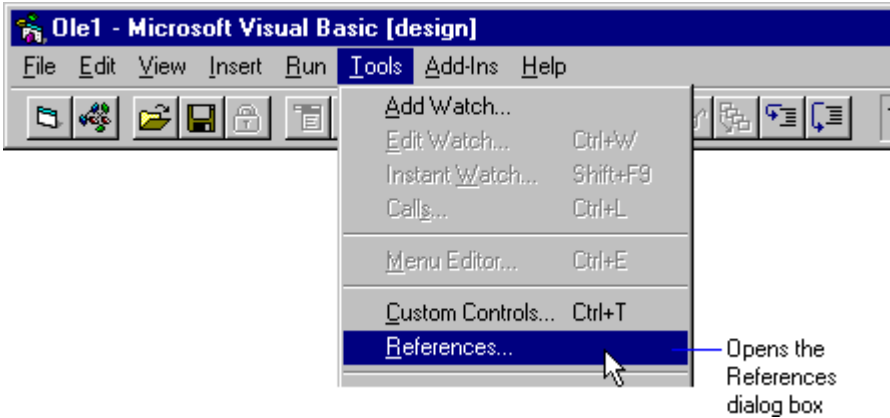 Ole1 - Microsoft Visual Basic [design]
File Edit View Insert Run Tools Add-Ins Help
Add Watch...
Edit Watch... Ctrl+W
Instant Watch... Shift+F9
Calls... Ctrl+L
Menu Editor... Ctrl+E
Custom Controls... Ctrl+T
References...
Opens the
References
dialog box